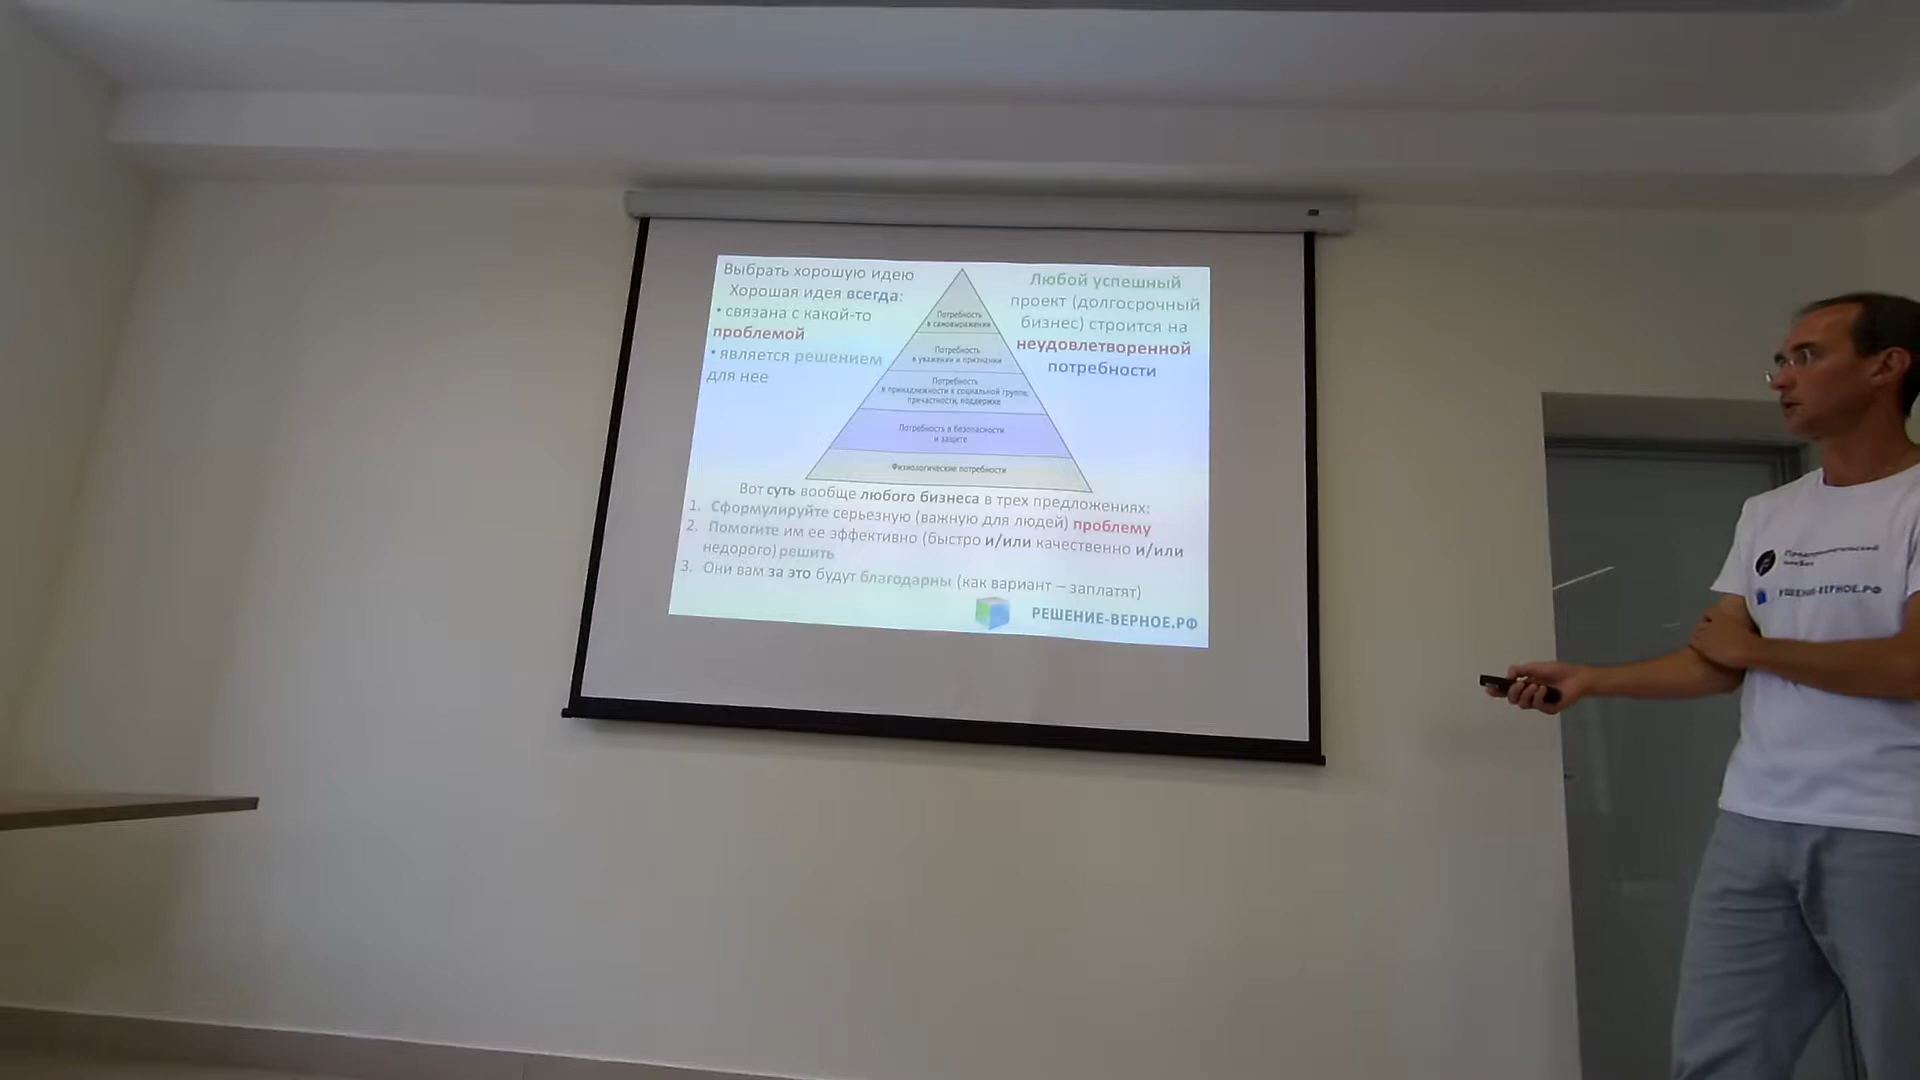 Выбрать хорошую идею
Хорошая идея всегда:
• связана с какой-то
проблемой
• является решением
для нее
Потребность
в самовыражении
Потребность
в уважении и признании
Потребность
в принадлежности к социальной группе,
причастности, поддержке
Потребность в безопасности
и защите
Физиологические потребности
Любой успешный
проект (долгосрочный
бизнес) строится на
неудовлетворенной
потребности
Вот суть вообще любого бизнеса в трех предложениях:
1. Сформулируйте серьезную (важную для людей) проблему
2. Помогите им ее эффективно (быстро и/или качественно и/или
недорого) решить
3. Они вам за это будут благодарны (как вариант – заплатят)
РЕШЕНИЕ-ВЕРНОЕ.РФ
РЕШЕНИЕ-ВЕРНОЕ.РФ